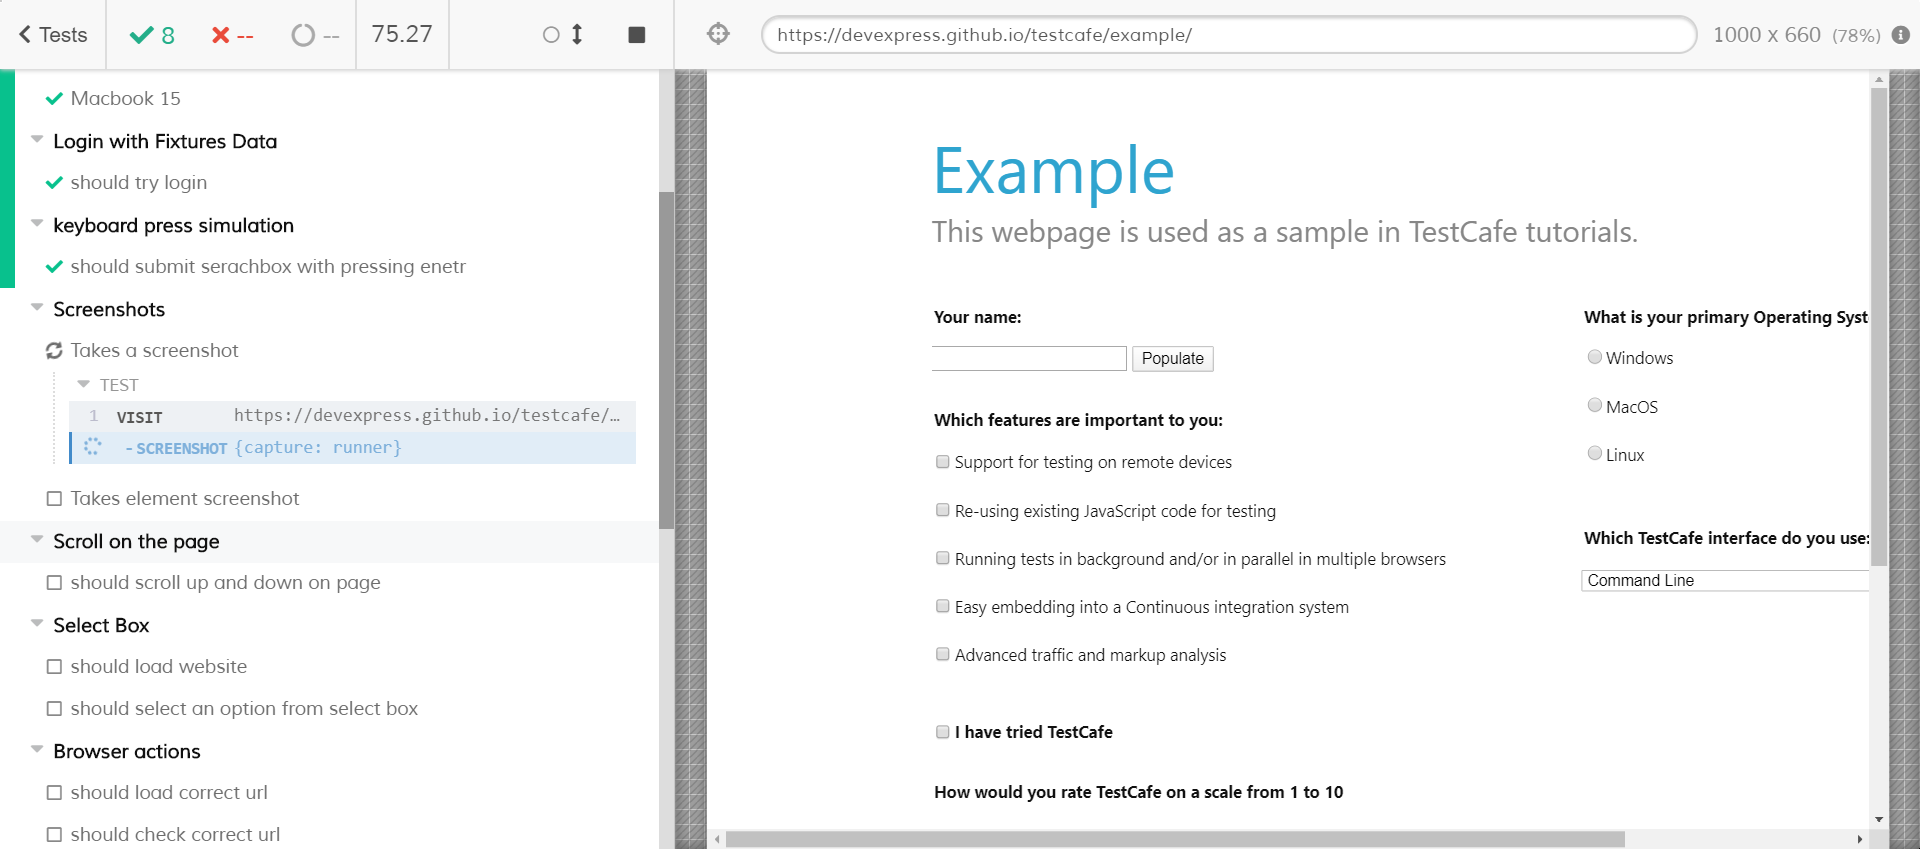 Tests 8 -- -- 75.27
https://devexpress.github.io/testcafe/example/ 1000 x 660 (78%)
Macbook 15
Login with Fixtures Data
should try login
keyboard press simulation
should submit serachbox with pressing enetr
Screenshots
Takes a screenshot
TEST
1 VISIT https://devexpress.github.io/testcafe/…
-SCREENSHOT {capture: runner}
Takes element screenshot
Scroll on the page
should scroll up and down on page
Select Box
should load website
should select an option from select box
Browser actions
should load correct url
should check correct url
Example
This webpage is used as a sample in TestCafe tutorials.
Your name:
Populate
Which features are important to you:
Support for testing on remote devices
Re-using existing JavaScript code for testing
Running tests in background and/or in parallel in multiple browsers
Easy embedding into a Continuous integration system
Advanced traffic and markup analysis
I have tried TestCafe
How would you rate TestCafe on a scale from 1 to 10
What is your primary Operating Syst
Windows
MacOS
Linux
Which TestCafe interface do you use:
Command Line